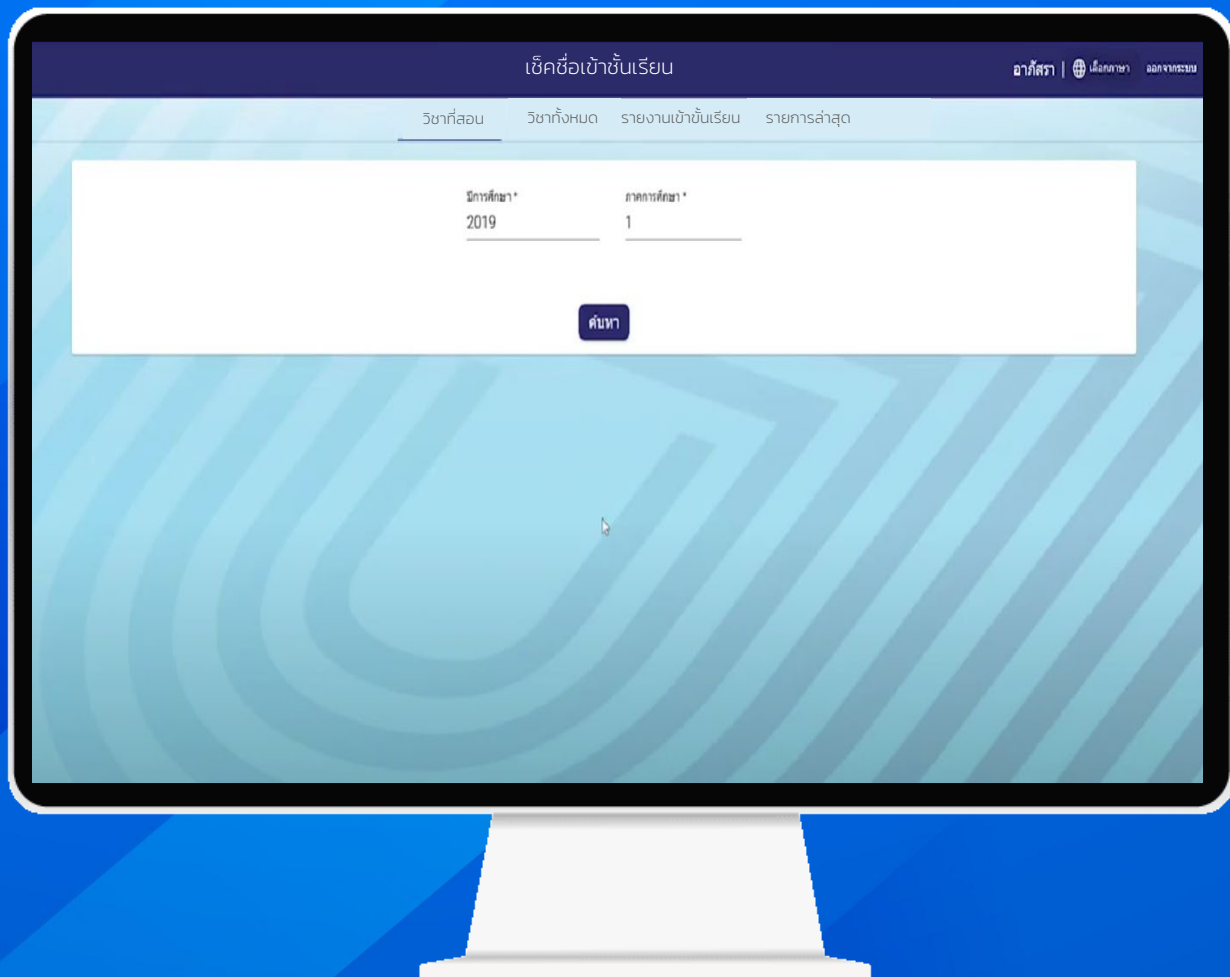 เช็คชื่อเข้าชั้นเรียน
อาภัสรา | เลือกภาษา ออกจากระบบ
วิชาที่สอน วิชาทั้งหมด รายงานเข้าชั้นเรียน รายการล่าสุด
ปีการศึกษา * ภาคการศึกษา *
2019 1
ค้นหา